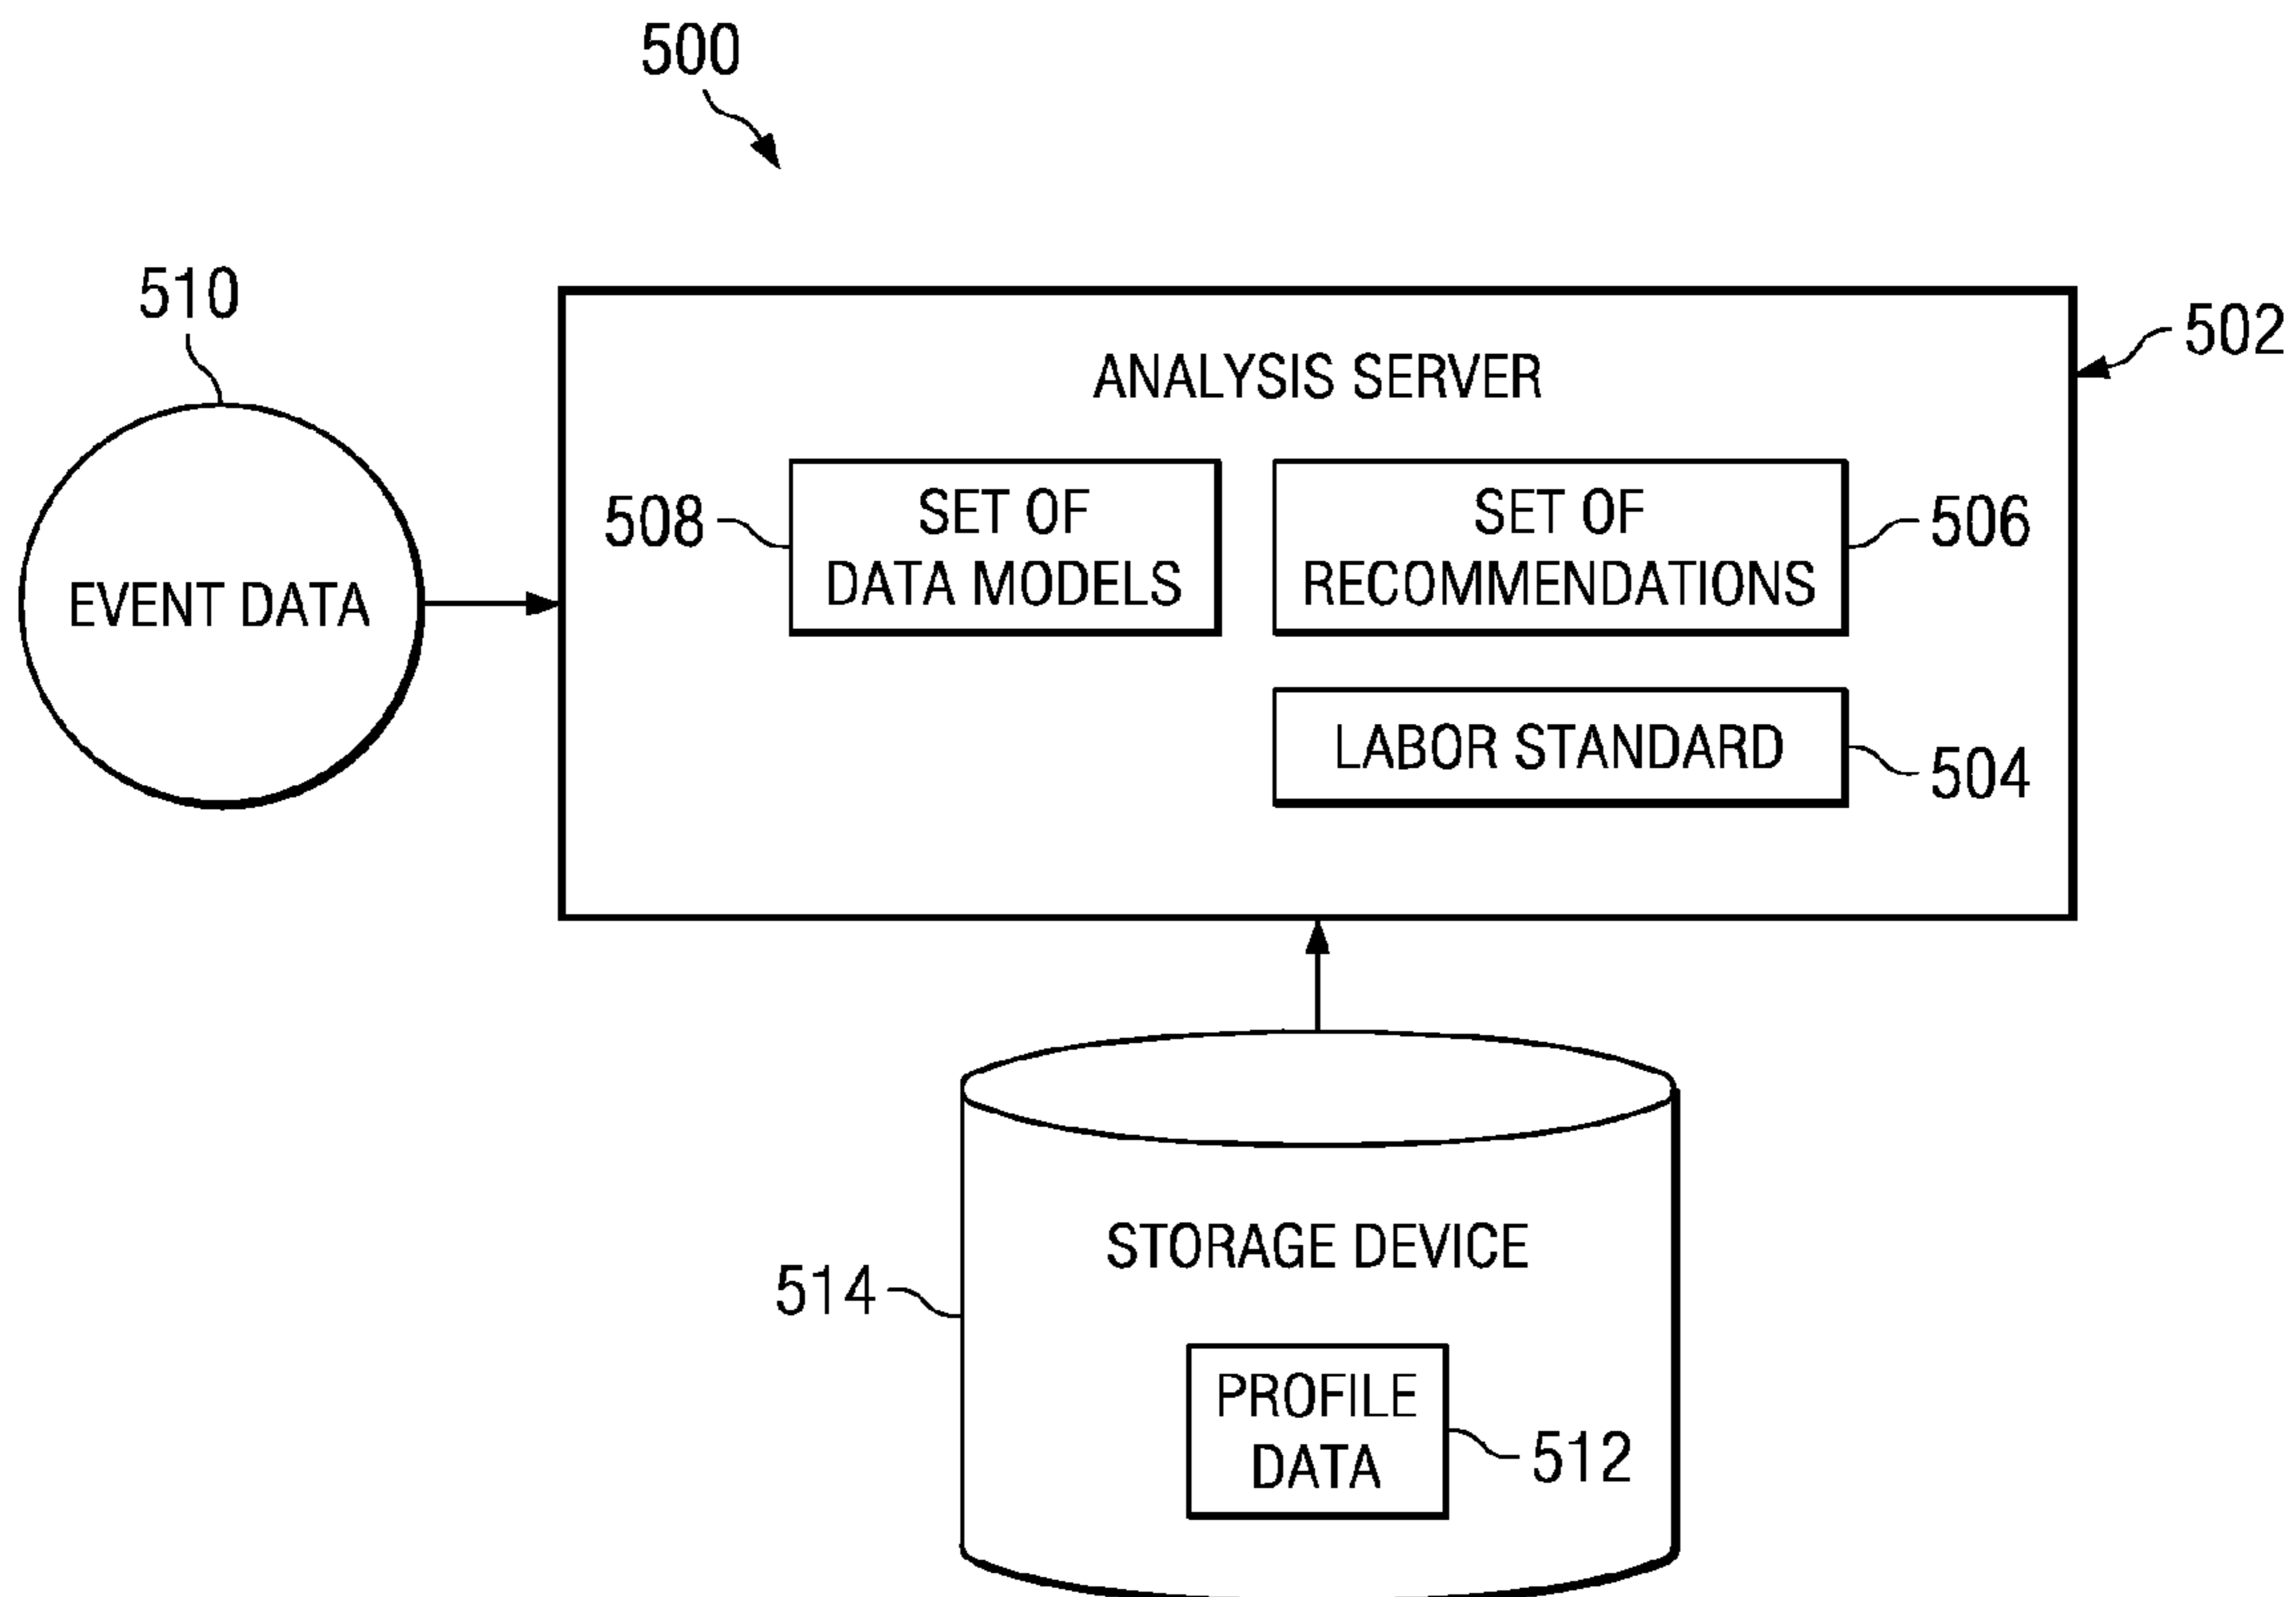 500
510
502
ANALYSIS SERVER
508
SET OF
DATA MODELS
SET OF
RECOMMENDATIONS
506
EVENT DATA
LABOR STANDARD
504
STORAGE DEVICE
514
PROFILE
DATA
512